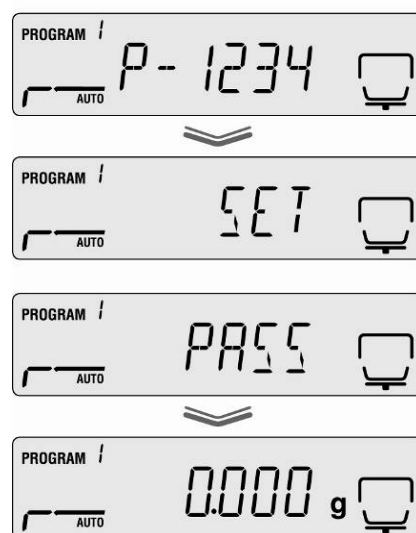 PROGRAM 1
P-1234
AUTO
PROGRAM 1
SET
AUTO
PROGRAM 1
PASS
AUTO
PROGRAM 1
0.000 g
AUTO